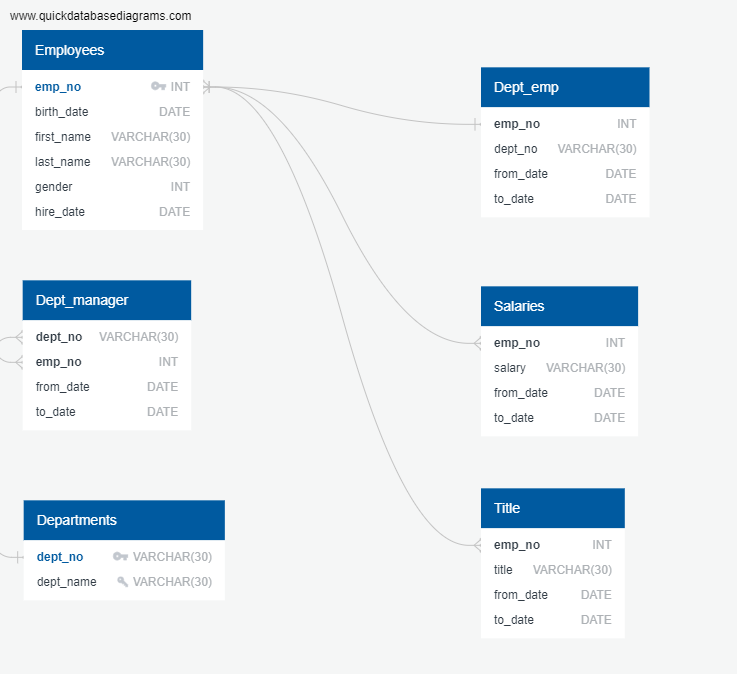 www.quickdatabasediagrams.com
Employees
emp_no INT
birth_date DATE
first_name VARCHAR(30)
last_name VARCHAR(30)
gender INT
hire_date DATE
Dept_emp
emp_no INT
dept_no VARCHAR(30)
from_date DATE
to_date DATE
Dept_manager
dept_no VARCHAR(30)
emp_no INT
from_date DATE
to_date DATE
Salaries
emp_no INT
salary VARCHAR(30)
from_date DATE
to_date DATE
Departments
dept_no VARCHAR(30)
dept_name VARCHAR(30)
Title
emp_no INT
title VARCHAR(30)
from_date DATE
to_date DATE